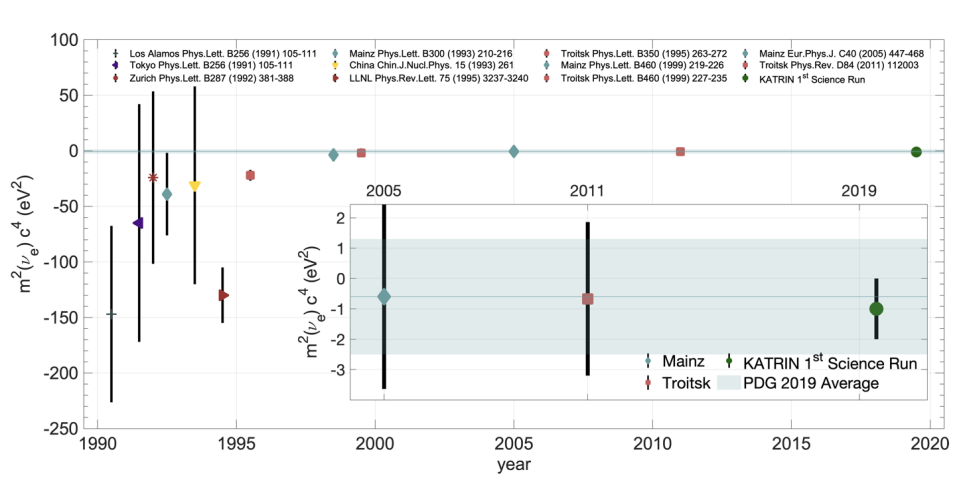 100
50
0
-50
-100
-150
-200
-250
m²(νₑ) c⁴ (eV²)
Los Alamos Phys.Lett. B256 (1991) 105-111
Tokyo Phys.Lett. B256 (1991) 105-111
Zurich Phys.Lett. B287 (1992) 381-388
Mainz Phys.Lett. B300 (1993) 210-216
China Chin.J.Nucl.Phys. 15 (1993) 261
LLNL Phys.Rev.Lett. 75 (1995) 3237-3240
Troitsk Phys.Lett. B350 (1995) 263-272
Mainz Phys.Lett. B460 (1999) 219-226
Troitsk Phys.Lett. B460 (1999) 227-235
Mainz Eur.Phys.J. C40 (2005) 447-468
Troitsk Phys.Rev. D84 (2011) 112003
KATRIN 1ˢᵗ Science Run
2005 2011 2019
2
1
0
-1
-2
-3
m²(νₑ) c⁴ (eV²)
Mainz
Troitsk
KATRIN 1ˢᵗ Science Run
PDG 2019 Average
1990 1995 2000 2005 2010 2015 2020
year